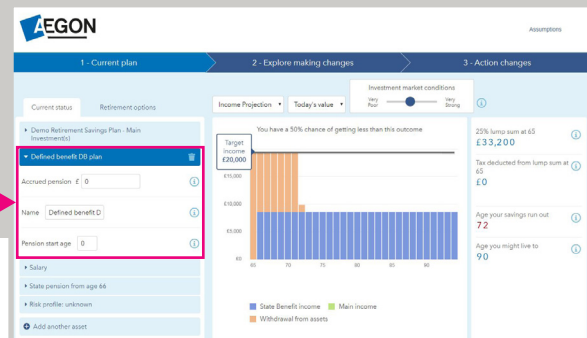 AEGON
Assumptions
1 - Current plan
2 - Explore making changes
3 - Action changes
Current status
Retirement options
Income Projection
Today's value
Investment market conditions
Very Poor
Very Strong
Demo Retirement Savings Plan - Main
Investment(s)
Defined benefit DB plan
Accrued pension £ 0
Name Defined benefit D
Pension start age 0
Salary
State pension from age 66
Risk profile: unknown
Add another asset
You have a 50% chance of getting less than this outcome
Target
income
£20,000
£15,000
£10,000
£5,000
£0
65 70 75 80 85 90
State Benefit income
Main income
Withdrawal from assets
25% lump sum at 65
£33,200
Tax deducted from lump sum at
65
£0
Age your savings run out
72
Age you might live to
90